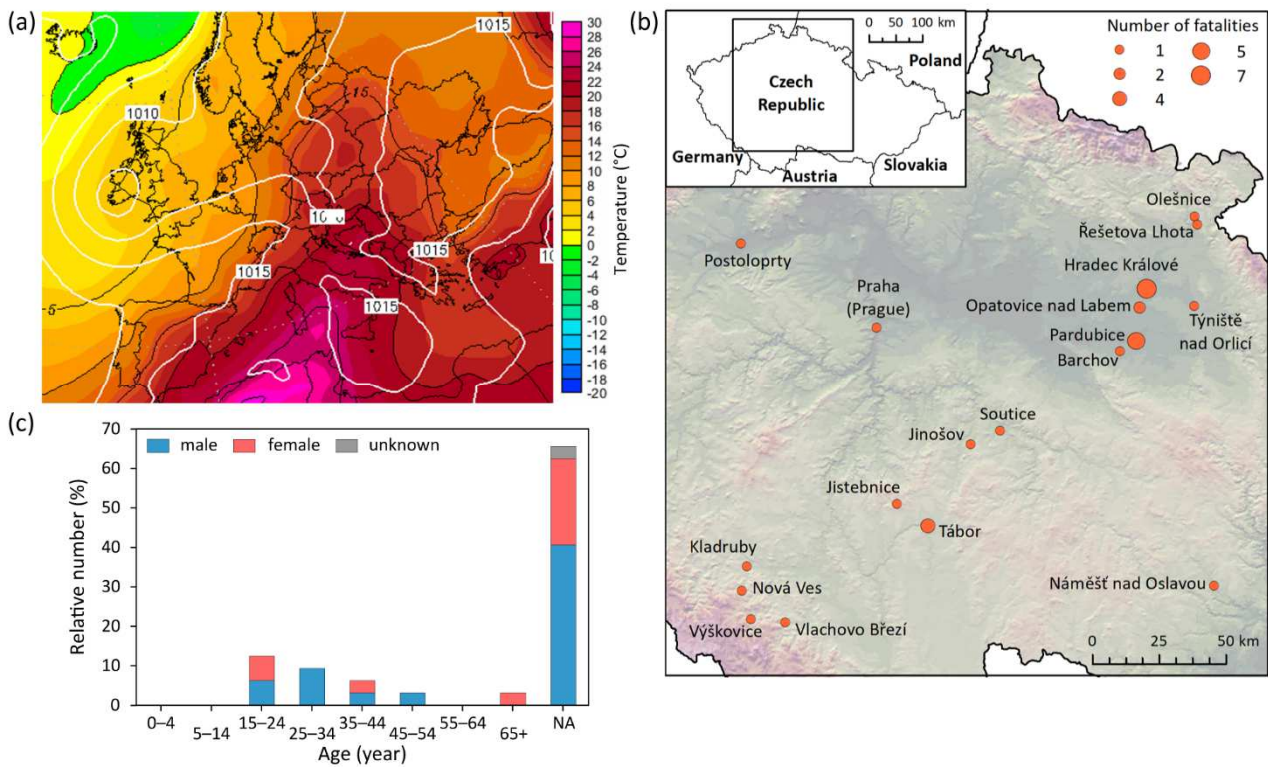 (a)
1015
1010
15
1015
1015
1015
5
30
28
26
24
22
20
18
16
14
12
10
8
6
4
2
0
-2
-4
-6
-8
-10
-12
-14
-16
-18
-20
Temperature (°C)
(b)
0 50 100 km
Poland
Czech
Republic
Germany
Austria
Slovakia
Number of fatalities
1
2
4
5
7
Olešnice
Řešetova Lhota
Postoloprty
Hradec Králové
Praha
(Prague)
Opatovice nad Labem
Týniště
nad Orlicí
Pardubice
Barchov
Soutice
Jinošov
Jistebnice
Tábor
Kladruby
Nová Ves
Náměšť nad Oslavou
Výškovice
Vlachovo Březí
0 25 50 km
(c)
male female unknown
Relative number (%)
70
60
50
40
30
20
10
0
0–4
5–14
15–24
25–34
35–44
45–54
55–64
65+
NA
Age (year)